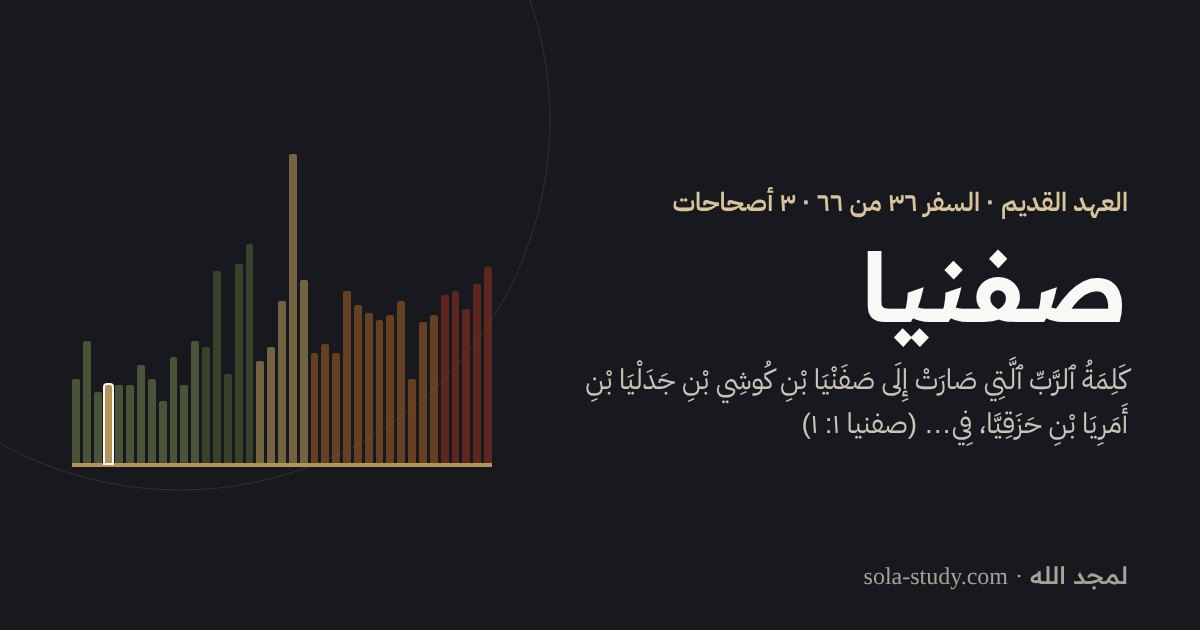 العهد القديم · السفر ٣٦ من ٦٦ · ٣ أصحاحات
صفنيا
كَلِمَةُ ٱلرَّبِّ ٱلَّتِي صَارَتْ إِلَى صَفَنْيَا بْنِ كُوشِي بْنِ جَدَلْيَا بْنِ
أَمَرِيَا بْنِ حَزَقِيَّا، فِي… (صفنيا ١: ١)
لمجد الله · sola-study.com